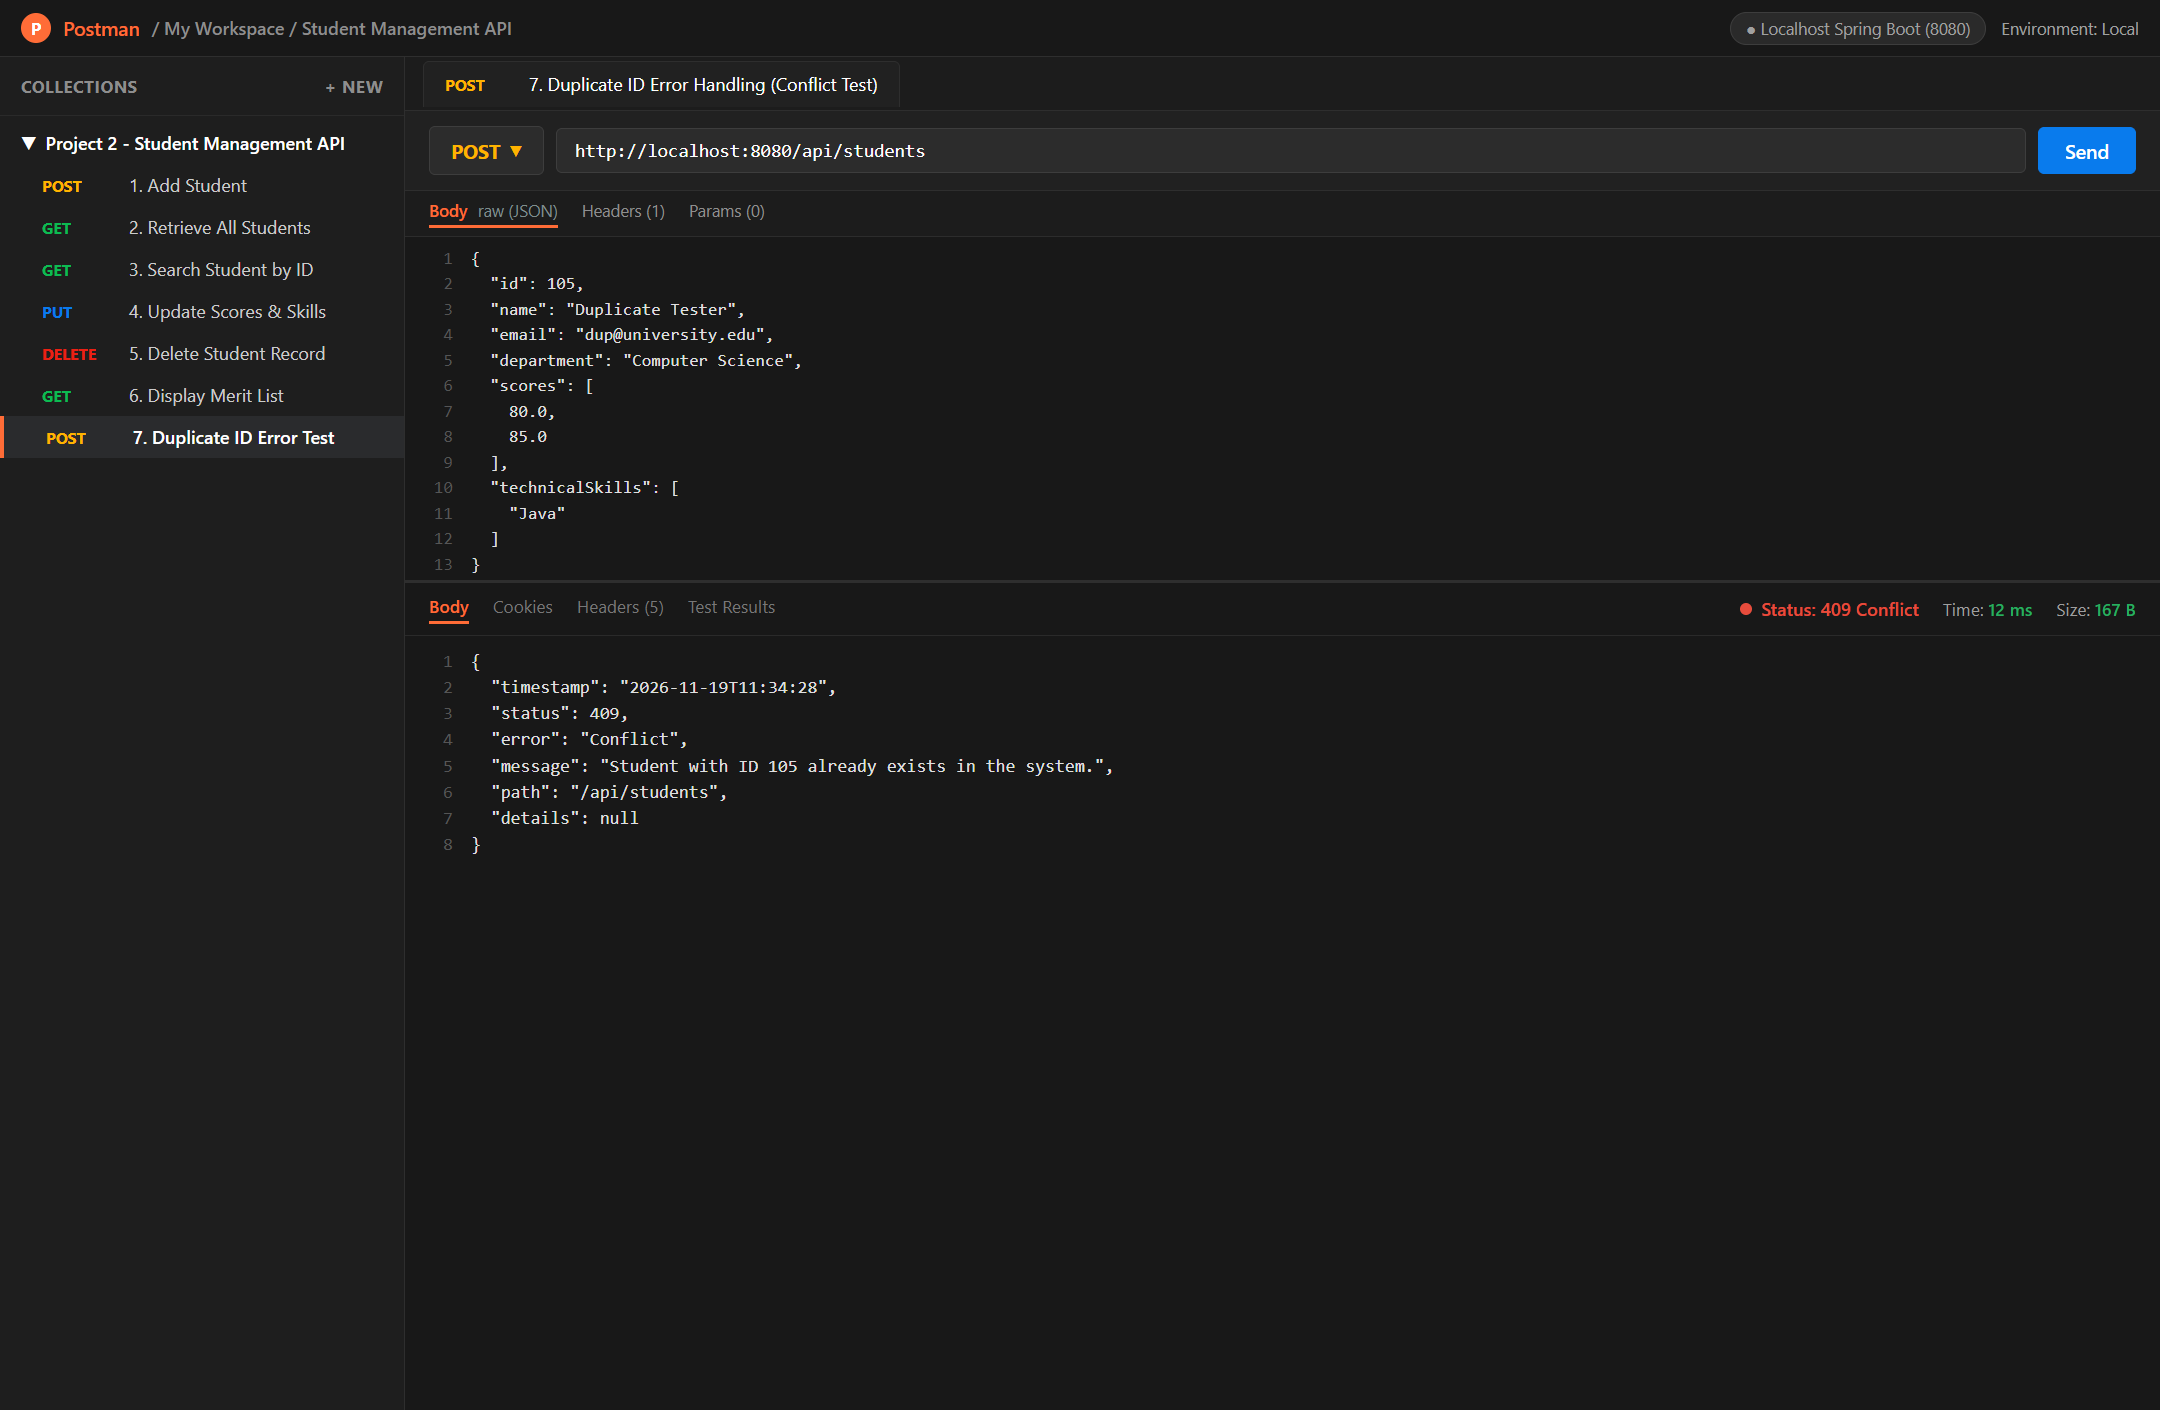 P Postman / My Workspace / Student Management API
● Localhost Spring Boot (8080) Environment: Local
COLLECTIONS + NEW
▼ Project 2 - Student Management API
POST 1. Add Student
GET 2. Retrieve All Students
GET 3. Search Student by ID
PUT 4. Update Scores & Skills
DELETE 5. Delete Student Record
GET 6. Display Merit List
POST 7. Duplicate ID Error Test
POST 7. Duplicate ID Error Handling (Conflict Test)
POST ▼ http://localhost:8080/api/students Send
Body raw (JSON) Headers (1) Params (0)
1 {
2   "id": 105,
3   "name": "Duplicate Tester",
4   "email": "dup@university.edu",
5   "department": "Computer Science",
6   "scores": [
7     80.0,
8     85.0
9   ],
10   "technicalSkills": [
11     "Java"
12   ]
13 }
Body Cookies Headers (5) Test Results
Status: 409 Conflict Time: 12 ms Size: 167 B
1 {
2   "timestamp": "2026-11-19T11:34:28",
3   "status": 409,
4   "error": "Conflict",
5   "message": "Student with ID 105 already exists in the system.",
6   "path": "/api/students",
7   "details": null
8 }